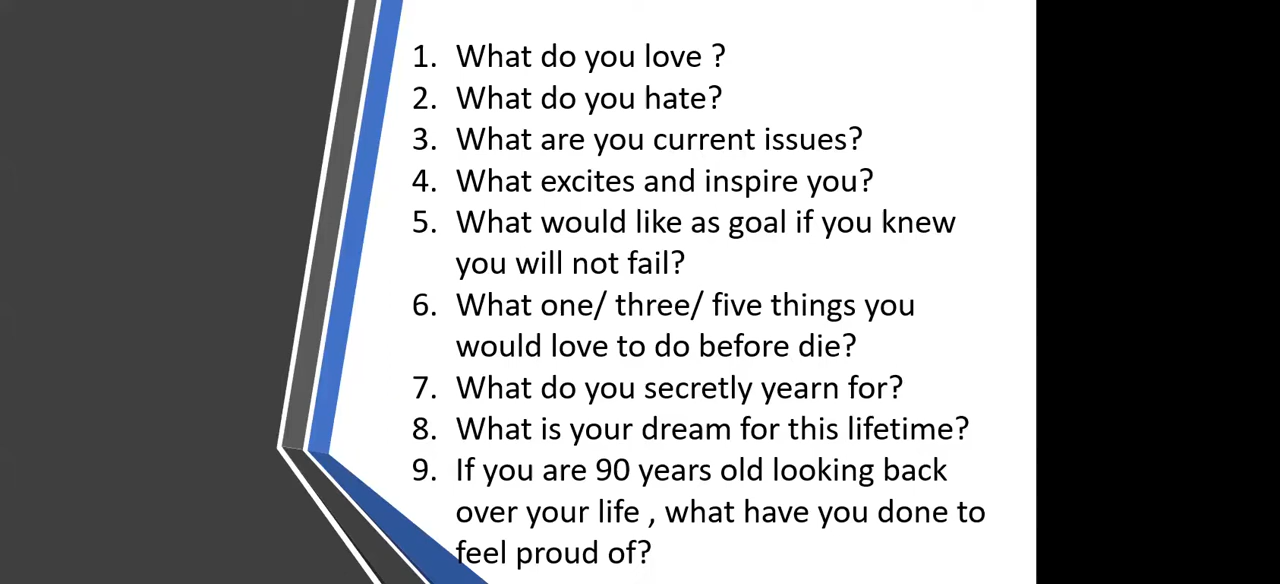 1. What do you love ?
2. What do you hate?
3. What are you current issues?
4. What excites and inspire you?
5. What would like as goal if you knew
you will not fail?
6. What one/ three/ five things you
would love to do before die?
7. What do you secretly yearn for?
8. What is your dream for this lifetime?
9. If you are 90 years old looking back
over your life , what have you done to
feel proud of?